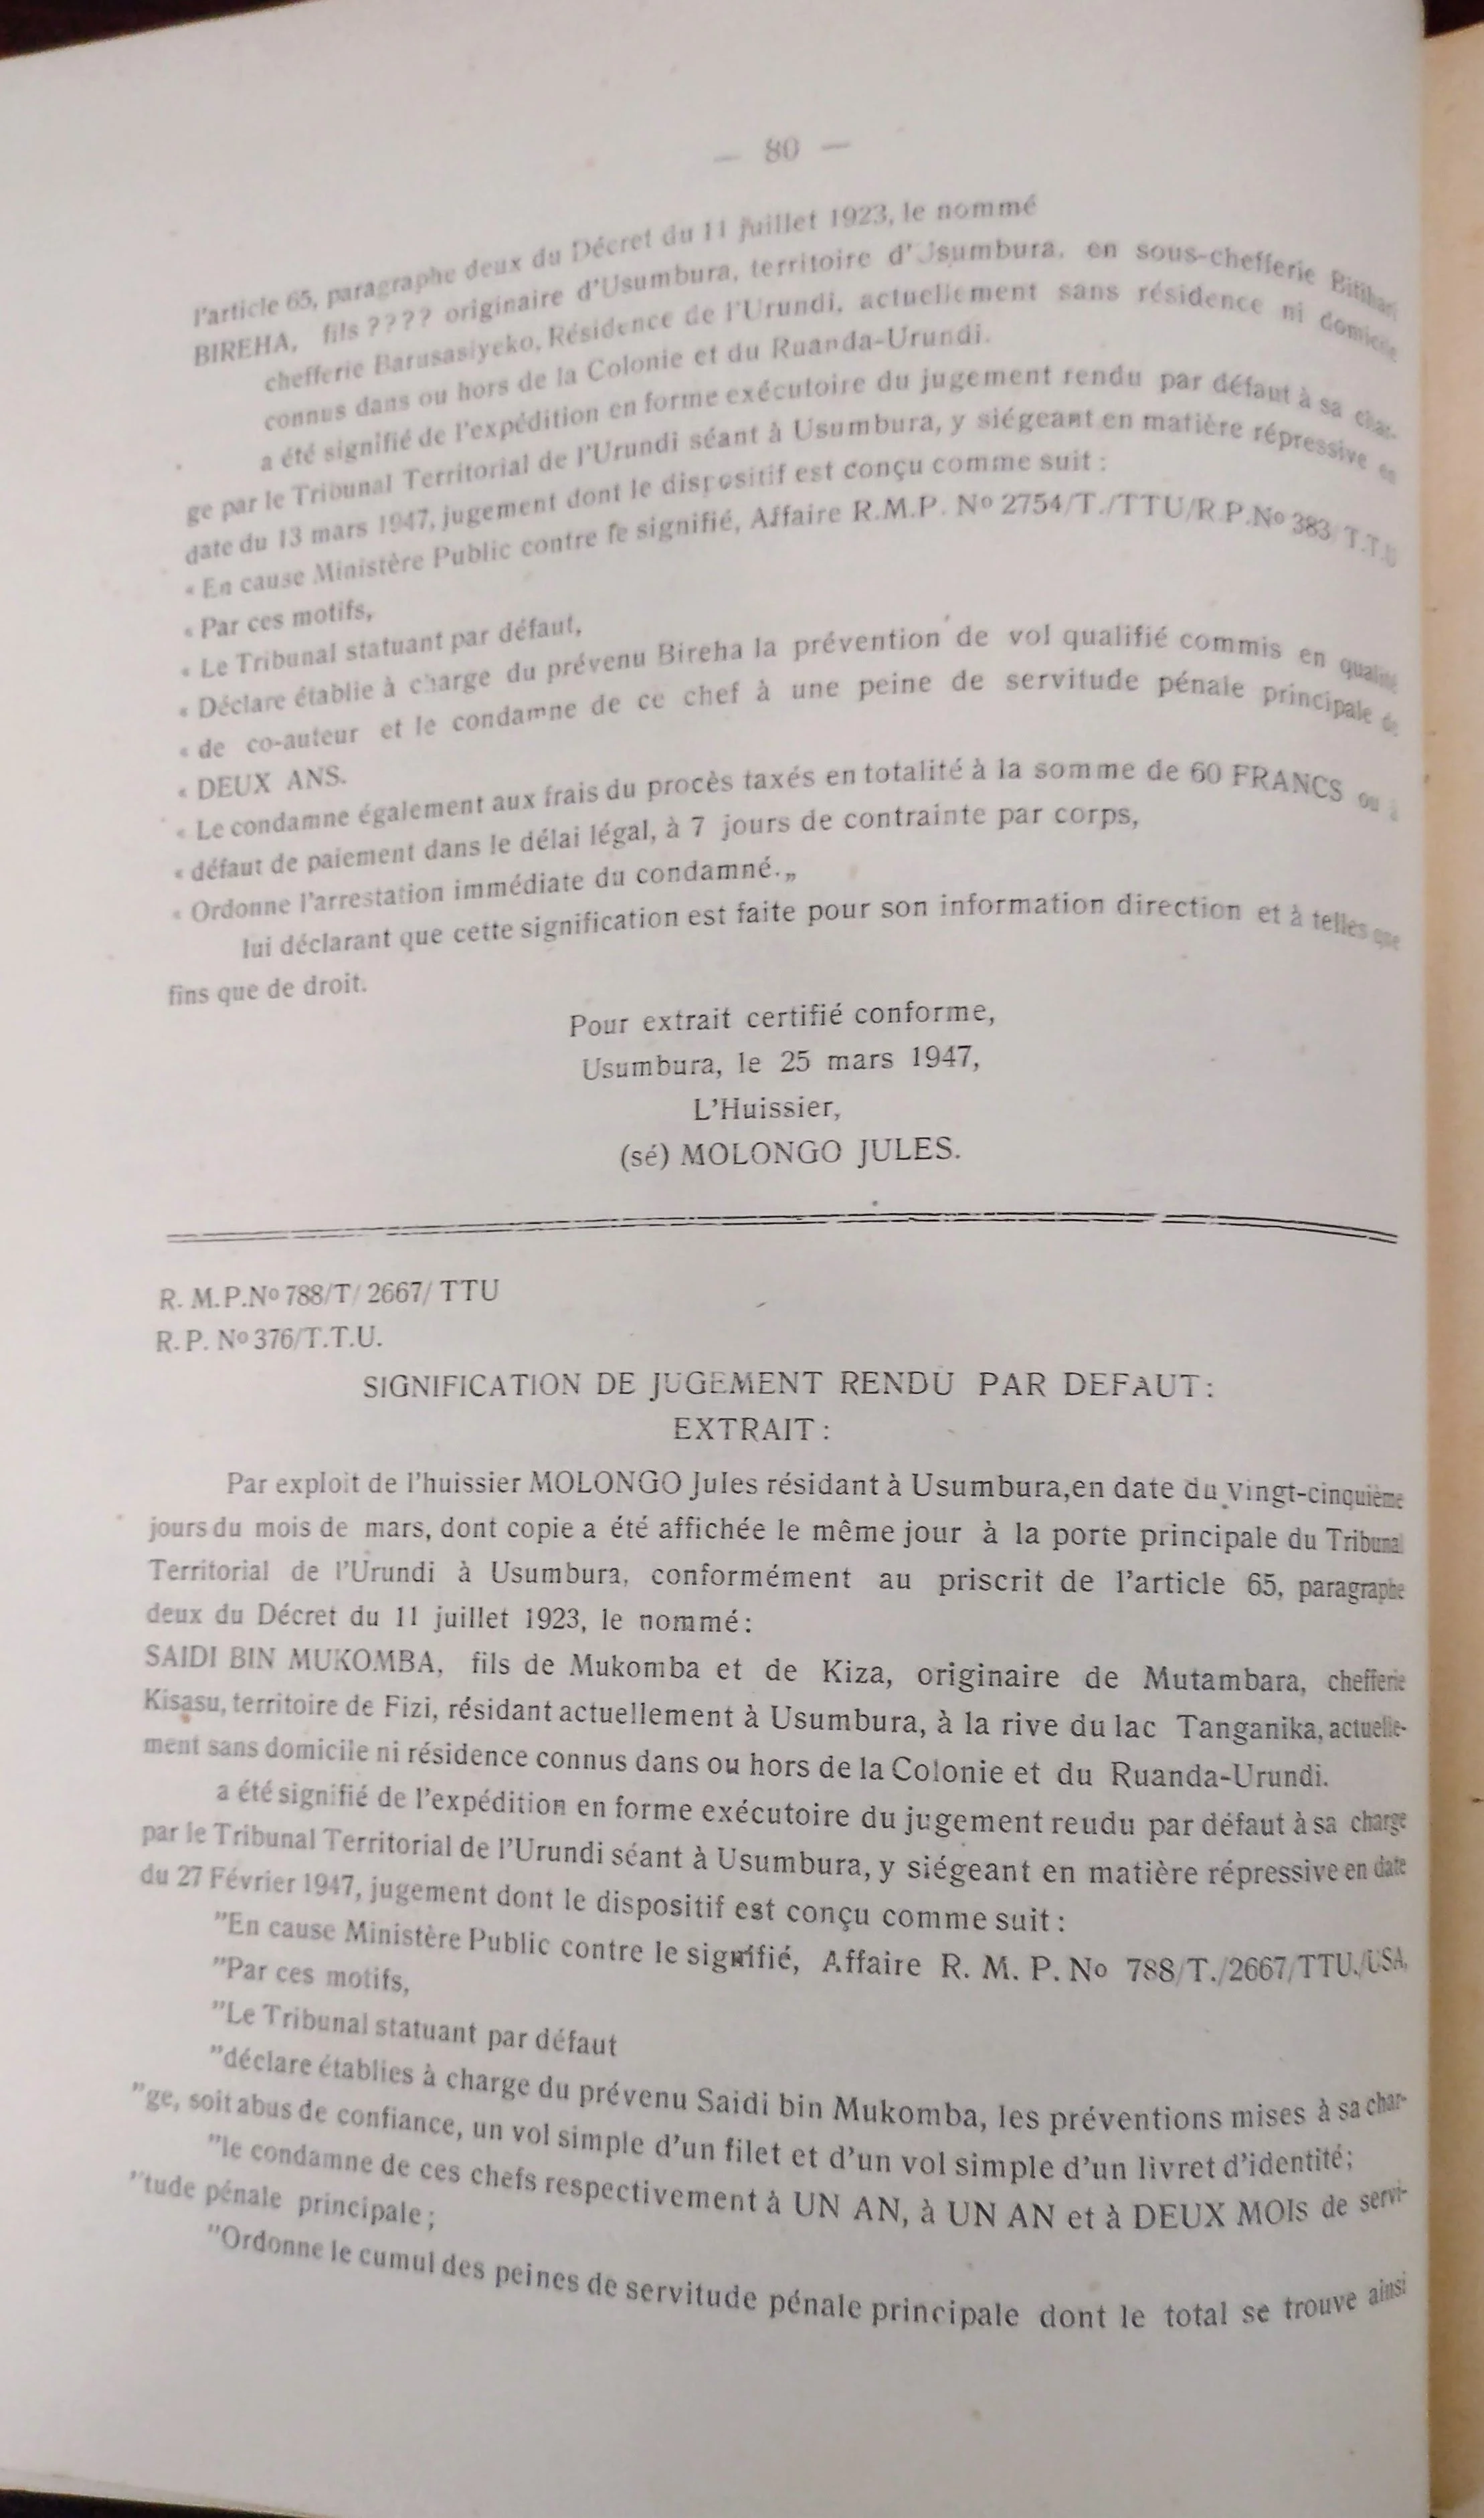 — 80 —
l'article 65, paragraphe deux du Décret du 11 juillet 1923, le nommé
BIREHA, fils ???? originaire d'Usumbura, territoire d'Usumbura, en sous-chefferie
chefferie Barusasiyeko, Résidence de l'Urundi, actuellement sans résidence ni domicile
connus dans ou hors de la Colonie et du Ruanda-Urundi.
a été signifié de l'expédition en forme exécutoire du jugement rendu par défaut à sa char-
ge par le Tribunal Territorial de l'Urundi séant à Usumbura, y siégeant en matière répressive en
date du 13 mars 1947, jugement dont le dispositif est conçu comme suit :
« En cause Ministère Public contre le signifié, Affaire R.M.P. No 2754/T./TTU/R.P.No 383/T.T.U
« Par ces motifs,
« Le Tribunal statuant par défaut,
« Déclare établie à charge du prévenu Bireha la prévention de vol qualifié commis en qualité
« de co-auteur et le condamne de ce chef à une peine de servitude pénale principale de
« DEUX ANS.
« Le condamne également aux frais du procès taxés en totalité à la somme de 60 FRANCS ou à
« défaut de paiement dans le délai légal, à 7 jours de contrainte par corps,
« Ordonne l'arrestation immédiate du condamné.„
lui déclarant que cette signification est faite pour son information direction et à telles que
fins que de droit.
Pour extrait certifié conforme,
Usumbura, le 25 mars 1947,
L'Huissier,
(sé) MOLONGO JULES.
R. M.P.No 788/T/ 2667/ TTU
R.P. No 376/T.T.U.
SIGNIFICATION DE JUGEMENT RENDU PAR DEFAUT:
EXTRAIT :
Par exploit de l'huissier MOLONGO Jules résidant à Usumbura,en date du vingt-cinquième
jours du mois de mars, dont copie a été affichée le même jour à la porte principale du Tribunal
Territorial de l'Urundi à Usumbura, conformément au priscrit de l'article 65, paragraphe
deux du Décret du 11 juillet 1923, le nommé:
SAIDI BIN MUKOMBA, fils de Mukomba et de Kiza, originaire de Mutambara, chefferie
Kisasu, territoire de Fizi, résidant actuellement à Usumbura, à la rive du lac Tanganika, actuelle-
ment sans domicile ni résidence connus dans ou hors de la Colonie et du Ruanda-Urundi.
a été signifié de l'expédition en forme exécutoire du jugement reudu par défaut à sa charge
par le Tribunal Territorial de l'Urundi séant à Usumbura, y siégeant en matière répressive en date
du 27 Février 1947, jugement dont le dispositif est conçu comme suit :
"En cause Ministère Public contre le signifié, Affaire R. M. P. No 788/T./2667/TTU./USA.
"Par ces motifs,
"Le Tribunal statuant par défaut
"déclare établies à charge du prévenu Saidi bin Mukomba, les préventions mises à sa char-
"ge, soit abus de confiance, un vol simple d'un filet et d'un vol simple d'un livret d'identité;
"le condamne de ces chefs respectivement à UN AN, à UN AN et à DEUX MOIS de servi-
"tude pénale principale ;
"Ordonne le cumul des peines de servitude pénale principale dont le total se trouve ainsi